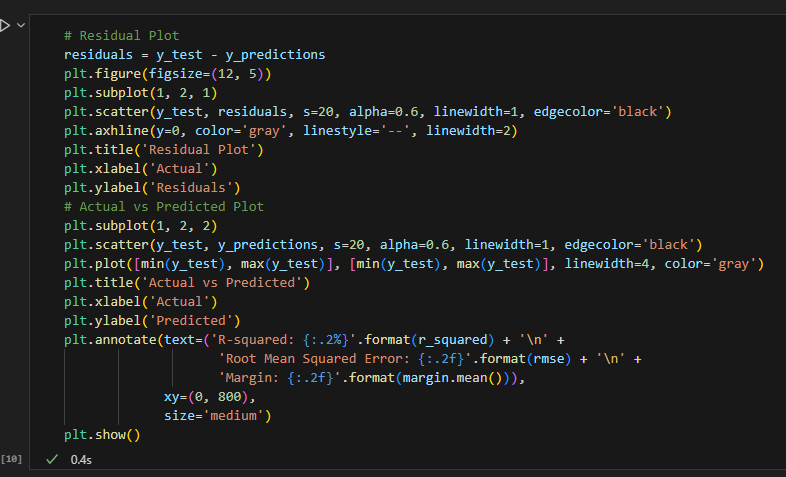 # Residual Plot
residuals = y_test - y_predictions
plt.figure(figsize=(12, 5))
plt.subplot(1, 2, 1)
plt.scatter(y_test, residuals, s=20, alpha=0.6, linewidth=1, edgecolor='black')
plt.axhline(y=0, color='gray', linestyle='--', linewidth=2)
plt.title('Residual Plot')
plt.xlabel('Actual')
plt.ylabel('Residuals')
# Actual vs Predicted Plot
plt.subplot(1, 2, 2)
plt.scatter(y_test, y_predictions, s=20, alpha=0.6, linewidth=1, edgecolor='black')
plt.plot([min(y_test), max(y_test)], [min(y_test), max(y_test)], linewidth=4, color='gray')
plt.title('Actual vs Predicted')
plt.xlabel('Actual')
plt.ylabel('Predicted')
plt.annotate(text=('R-squared: {:.2%}'.format(r_squared) + '\n' +
                    'Root Mean Squared Error: {:.2f}'.format(rmse) + '\n' +
                    'Margin: {:.2f}'.format(margin.mean())),
             xy=(0, 800),
             size='medium')
plt.show()
[10] 0.4s